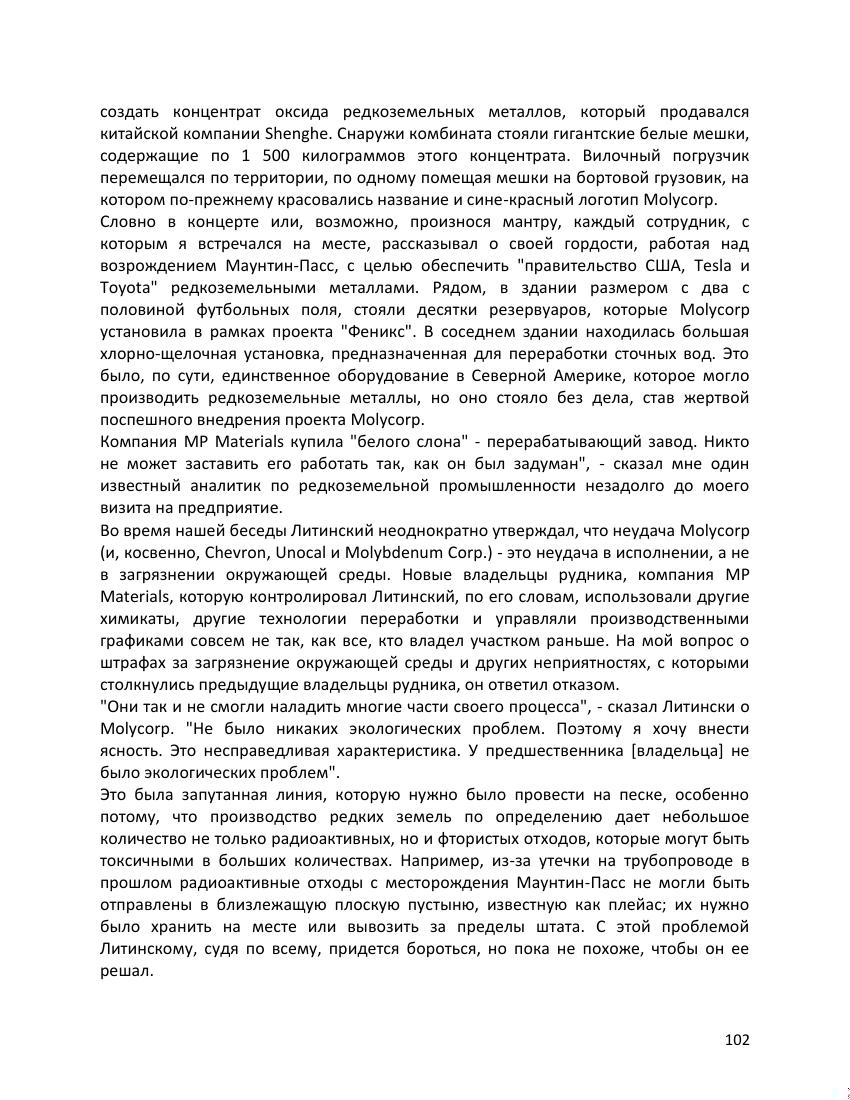 создать концентрат оксида редкоземельных металлов, который продавался
китайской компании Shenghe. Снаружи комбината стояли гигантские белые мешки,
содержащие по 1 500 килограммов этого концентрата. Вилочный погрузчик
перемещался по территории, по одному помещая мешки на бортовой грузовик, на
котором по-прежнему красовались название и сине-красный логотип Molycorp.
Словно в концерте или, возможно, произнося мантру, каждый сотрудник, с
которым я встречался на месте, рассказывал о своей гордости, работая над
возрождением Маунтин-Пасс, с целью обеспечить "правительство США, Tesla и
Toyota" редкоземельными металлами. Рядом, в здании размером с два с
половиной футбольных поля, стояли десятки резервуаров, которые Molycorp
установила в рамках проекта "Феникс". В соседнем здании находилась большая
хлорно-щелочная установка, предназначенная для переработки сточных вод. Это
было, по сути, единственное оборудование в Северной Америке, которое могло
производить редкоземельные металлы, но оно стояло без дела, став жертвой
поспешного внедрения проекта Molycorp.
Компания MP Materials купила "белого слона" - перерабатывающий завод. Никто
не может заставить его работать так, как он был задуман", - сказал мне один
известный аналитик по редкоземельной промышленности незадолго до моего
визита на предприятие.
Во время нашей беседы Литинский неоднократно утверждал, что неудача Molycorp
(и, косвенно, Chevron, Unocal и Molybdenum Corp.) - это неудача в исполнении, а не
в загрязнении окружающей среды. Новые владельцы рудника, компания MP
Materials, которую контролировал Литинский, по его словам, использовали другие
химикаты, другие технологии переработки и управляли производственными
графиками совсем не так, как все, кто владел участком раньше. На мой вопрос о
штрафах за загрязнение окружающей среды и других неприятностях, с которыми
столкнулись предыдущие владельцы рудника, он ответил отказом.
"Они так и не смогли наладить многие части своего процесса", - сказал Литински о
Molycorp. "Не было никаких экологических проблем. Поэтому я хочу внести
ясность. Это несправедливая характеристика. У предшественника [владельца] не
было экологических проблем".
Это была запутанная линия, которую нужно было провести на песке, особенно
потому, что производство редких земель по определению дает небольшое
количество не только радиоактивных, но и фтористых отходов, которые могут быть
токсичными в больших количествах. Например, из-за утечки на трубопроводе в
прошлом радиоактивные отходы с месторождения Маунтин-Пасс не могли быть
отправлены в близлежащую плоскую пустыню, известную как плейас; их нужно
было хранить на месте или вывозить за пределы штата. С этой проблемой
Литинскому, судя по всему, придется бороться, но пока не похоже, чтобы он ее
решал.
102